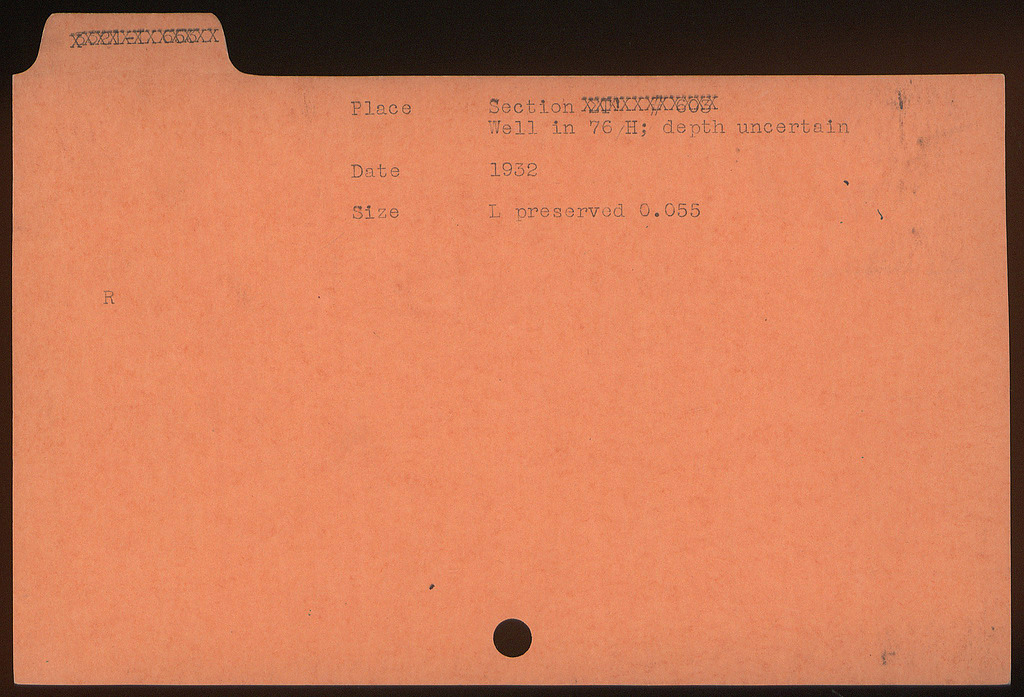 Place Section
Well in 76/H; depth uncertain
Date 1932
Size L preserved 0.055
R